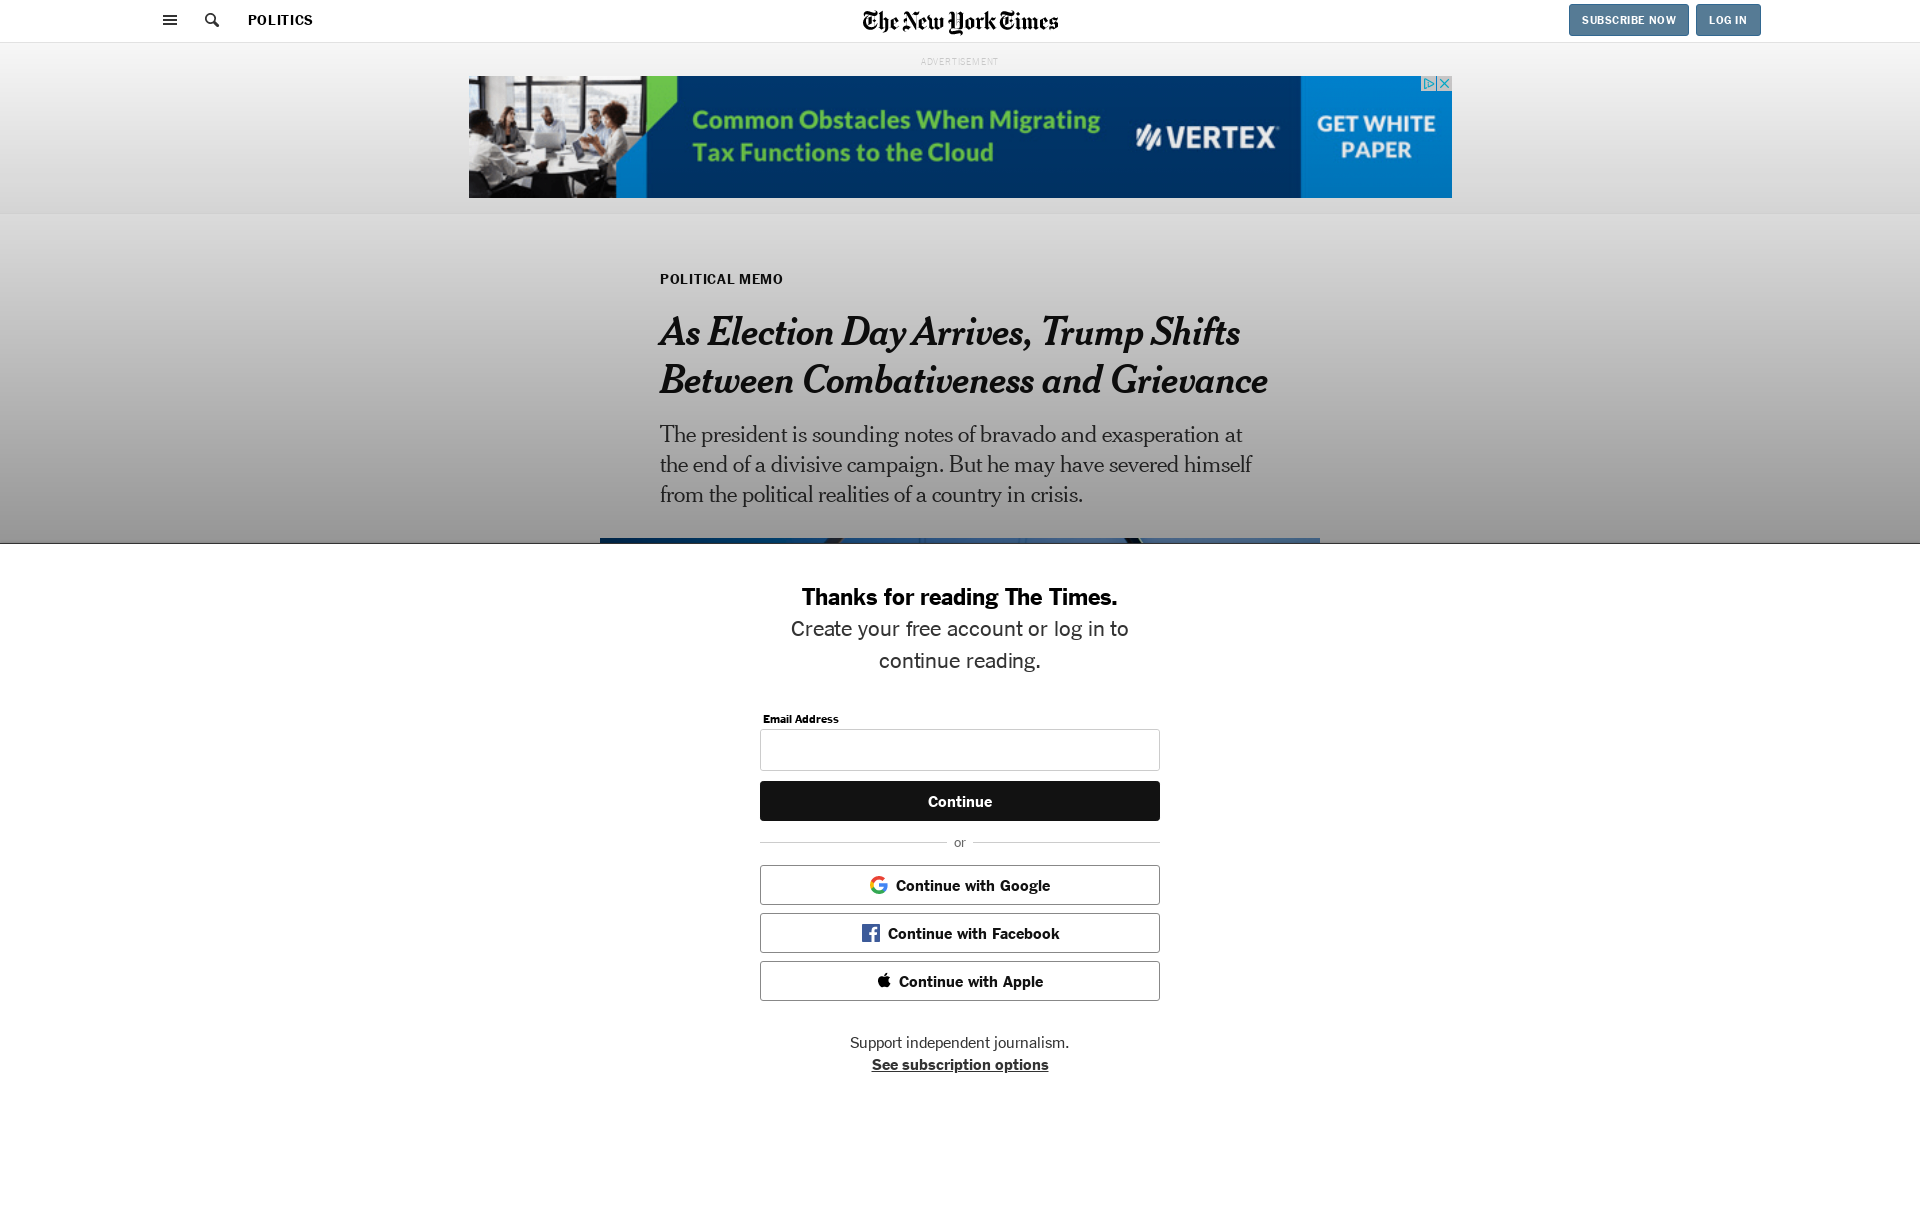 POLITICS
The New York Times
SUBSCRIBE NOW
LOG IN
ADVERTISEMENT
Common Obstacles When Migrating
Tax Functions to the Cloud
VERTEX
GET WHITE
PAPER
POLITICAL MEMO
As Election Day Arrives, Trump Shifts
Between Combativeness and Grievance
The president is sounding notes of bravado and exasperation at
the end of a divisive campaign. But he may have severed himself
from the political realities of a country in crisis.
Thanks for reading The Times.
Create your free account or log in to
continue reading.
Email Address
Continue
or
Continue with Google
Continue with Facebook
Continue with Apple
Support independent journalism.
See subscription options